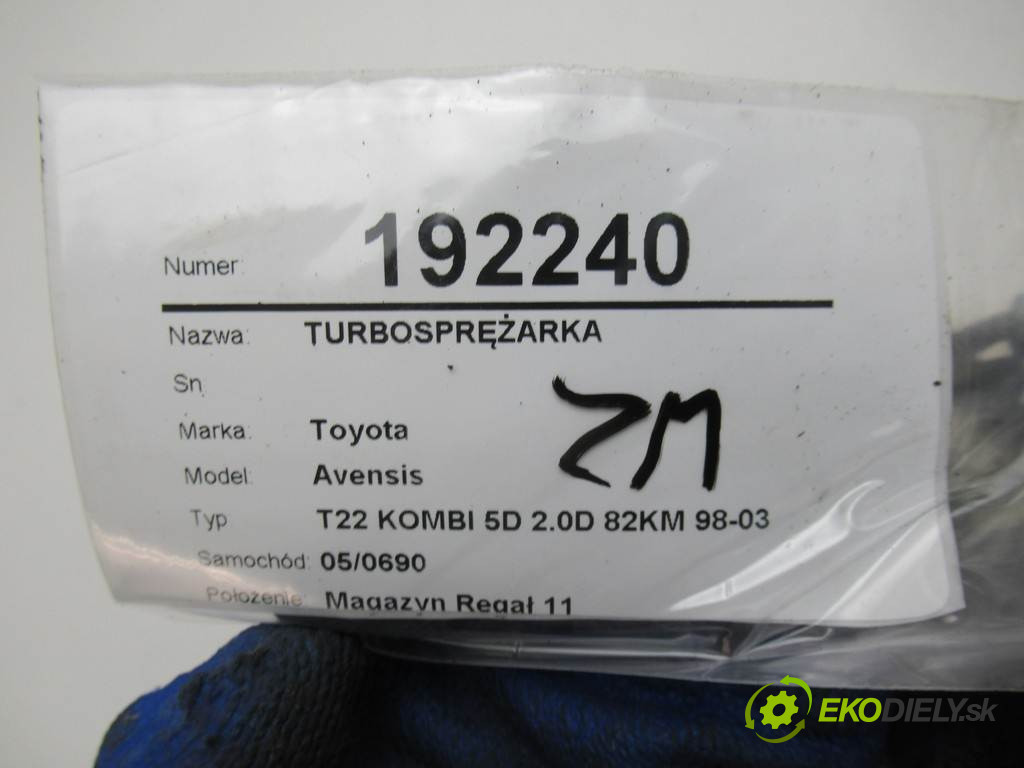 Numer: 192240
Nazwa: TURBOSPRĘŻARKA
Sn
ZM
Marka: Toyota
Model: Avensis
Typ T22 KOMBI 5D 2.0D 82KM 98-03
Samochód: 05/0690
Położenie: Magazyn Regał 11
EKODIELY.sk